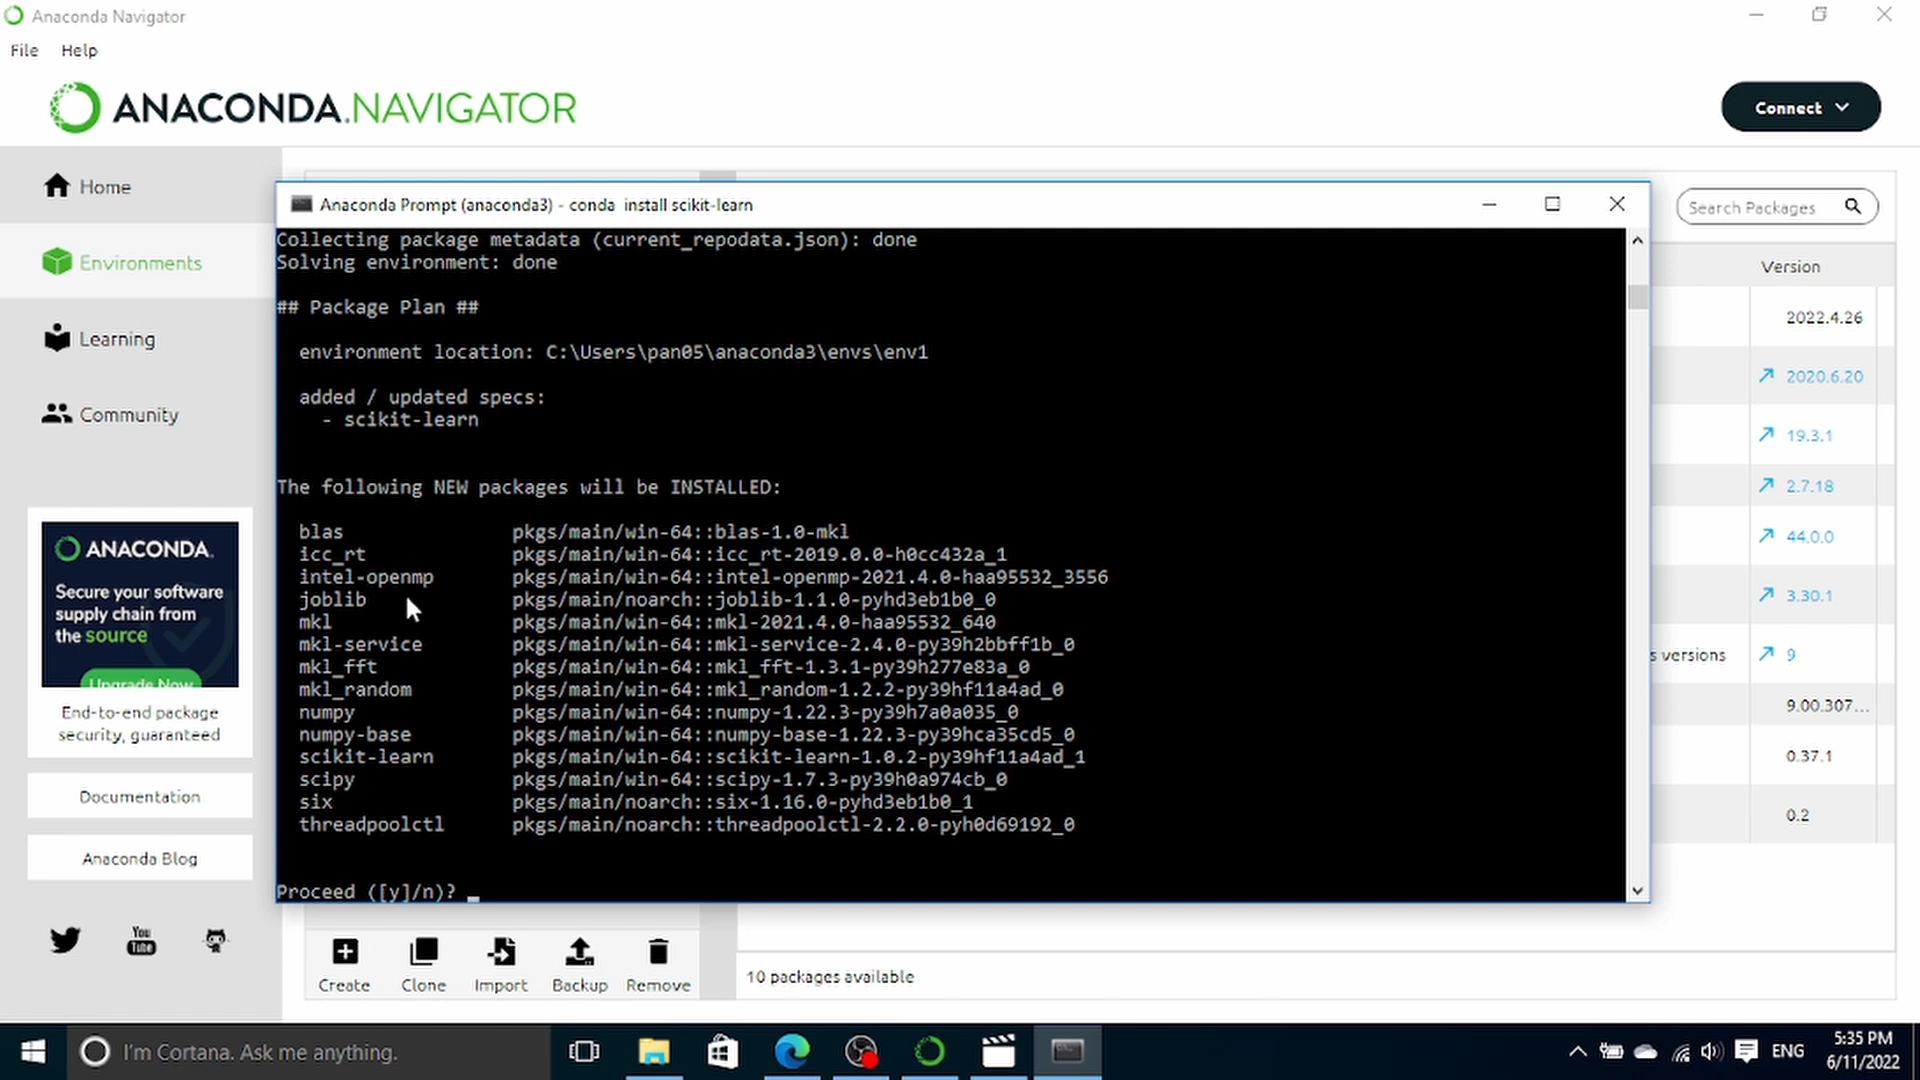 Anaconda Navigator
File Help
ANACONDA.NAVIGATOR
Connect
Home
Environments
Learning
Community
ANACONDA.
Secure your software
supply chain from
the source
Upgrade Now
End-to-end package
security, guaranteed
Documentation
Anaconda Blog
You
Tube
Anaconda Prompt (anaconda3) - conda install scikit-learn
Collecting package metadata (current_repodata.json): done
Solving environment: done
## Package Plan ##
environment location: C:\Users\pan05\anaconda3\envs\env1
added / updated specs:
- scikit-learn
The following NEW packages will be INSTALLED:
blas pkgs/main/win-64::blas-1.0-mkl
icc_rt pkgs/main/win-64::icc_rt-2019.0.0-h0cc432a_1
intel-openmp pkgs/main/win-64::intel-openmp-2021.4.0-haa95532_3556
joblib pkgs/main/noarch::joblib-1.1.0-pyhd3eb1b0_0
mkl pkgs/main/win-64::mkl-2021.4.0-haa95532_640
mkl-service pkgs/main/win-64::mkl-service-2.4.0-py39h2bbff1b_0
mkl_fft pkgs/main/win-64::mkl_fft-1.3.1-py39h277e83a_0
mkl_random pkgs/main/win-64::mkl_random-1.2.2-py39hf11a4ad_0
numpy pkgs/main/win-64::numpy-1.22.3-py39h7a0a035_0
numpy-base pkgs/main/win-64::numpy-base-1.22.3-py39hca35cd5_0
scikit-learn pkgs/main/win-64::scikit-learn-1.0.2-py39hf11a4ad_1
scipy pkgs/main/win-64::scipy-1.7.3-py39h0a974cb_0
six pkgs/main/noarch::six-1.16.0-pyhd3eb1b0_1
threadpoolctl pkgs/main/noarch::threadpoolctl-2.2.0-pyh0d69192_0
Proceed ([y]/n)? _
Search Packages
Version
2022.4.26
2020.6.20
19.3.1
2.7.18
44.0.0
3.30.1
s versions 9
9.00.307...
0.37.1
0.2
Create Clone Import Backup Remove
10 packages available
I'm Cortana. Ask me anything.
ENG
5:35 PM
6/11/2022